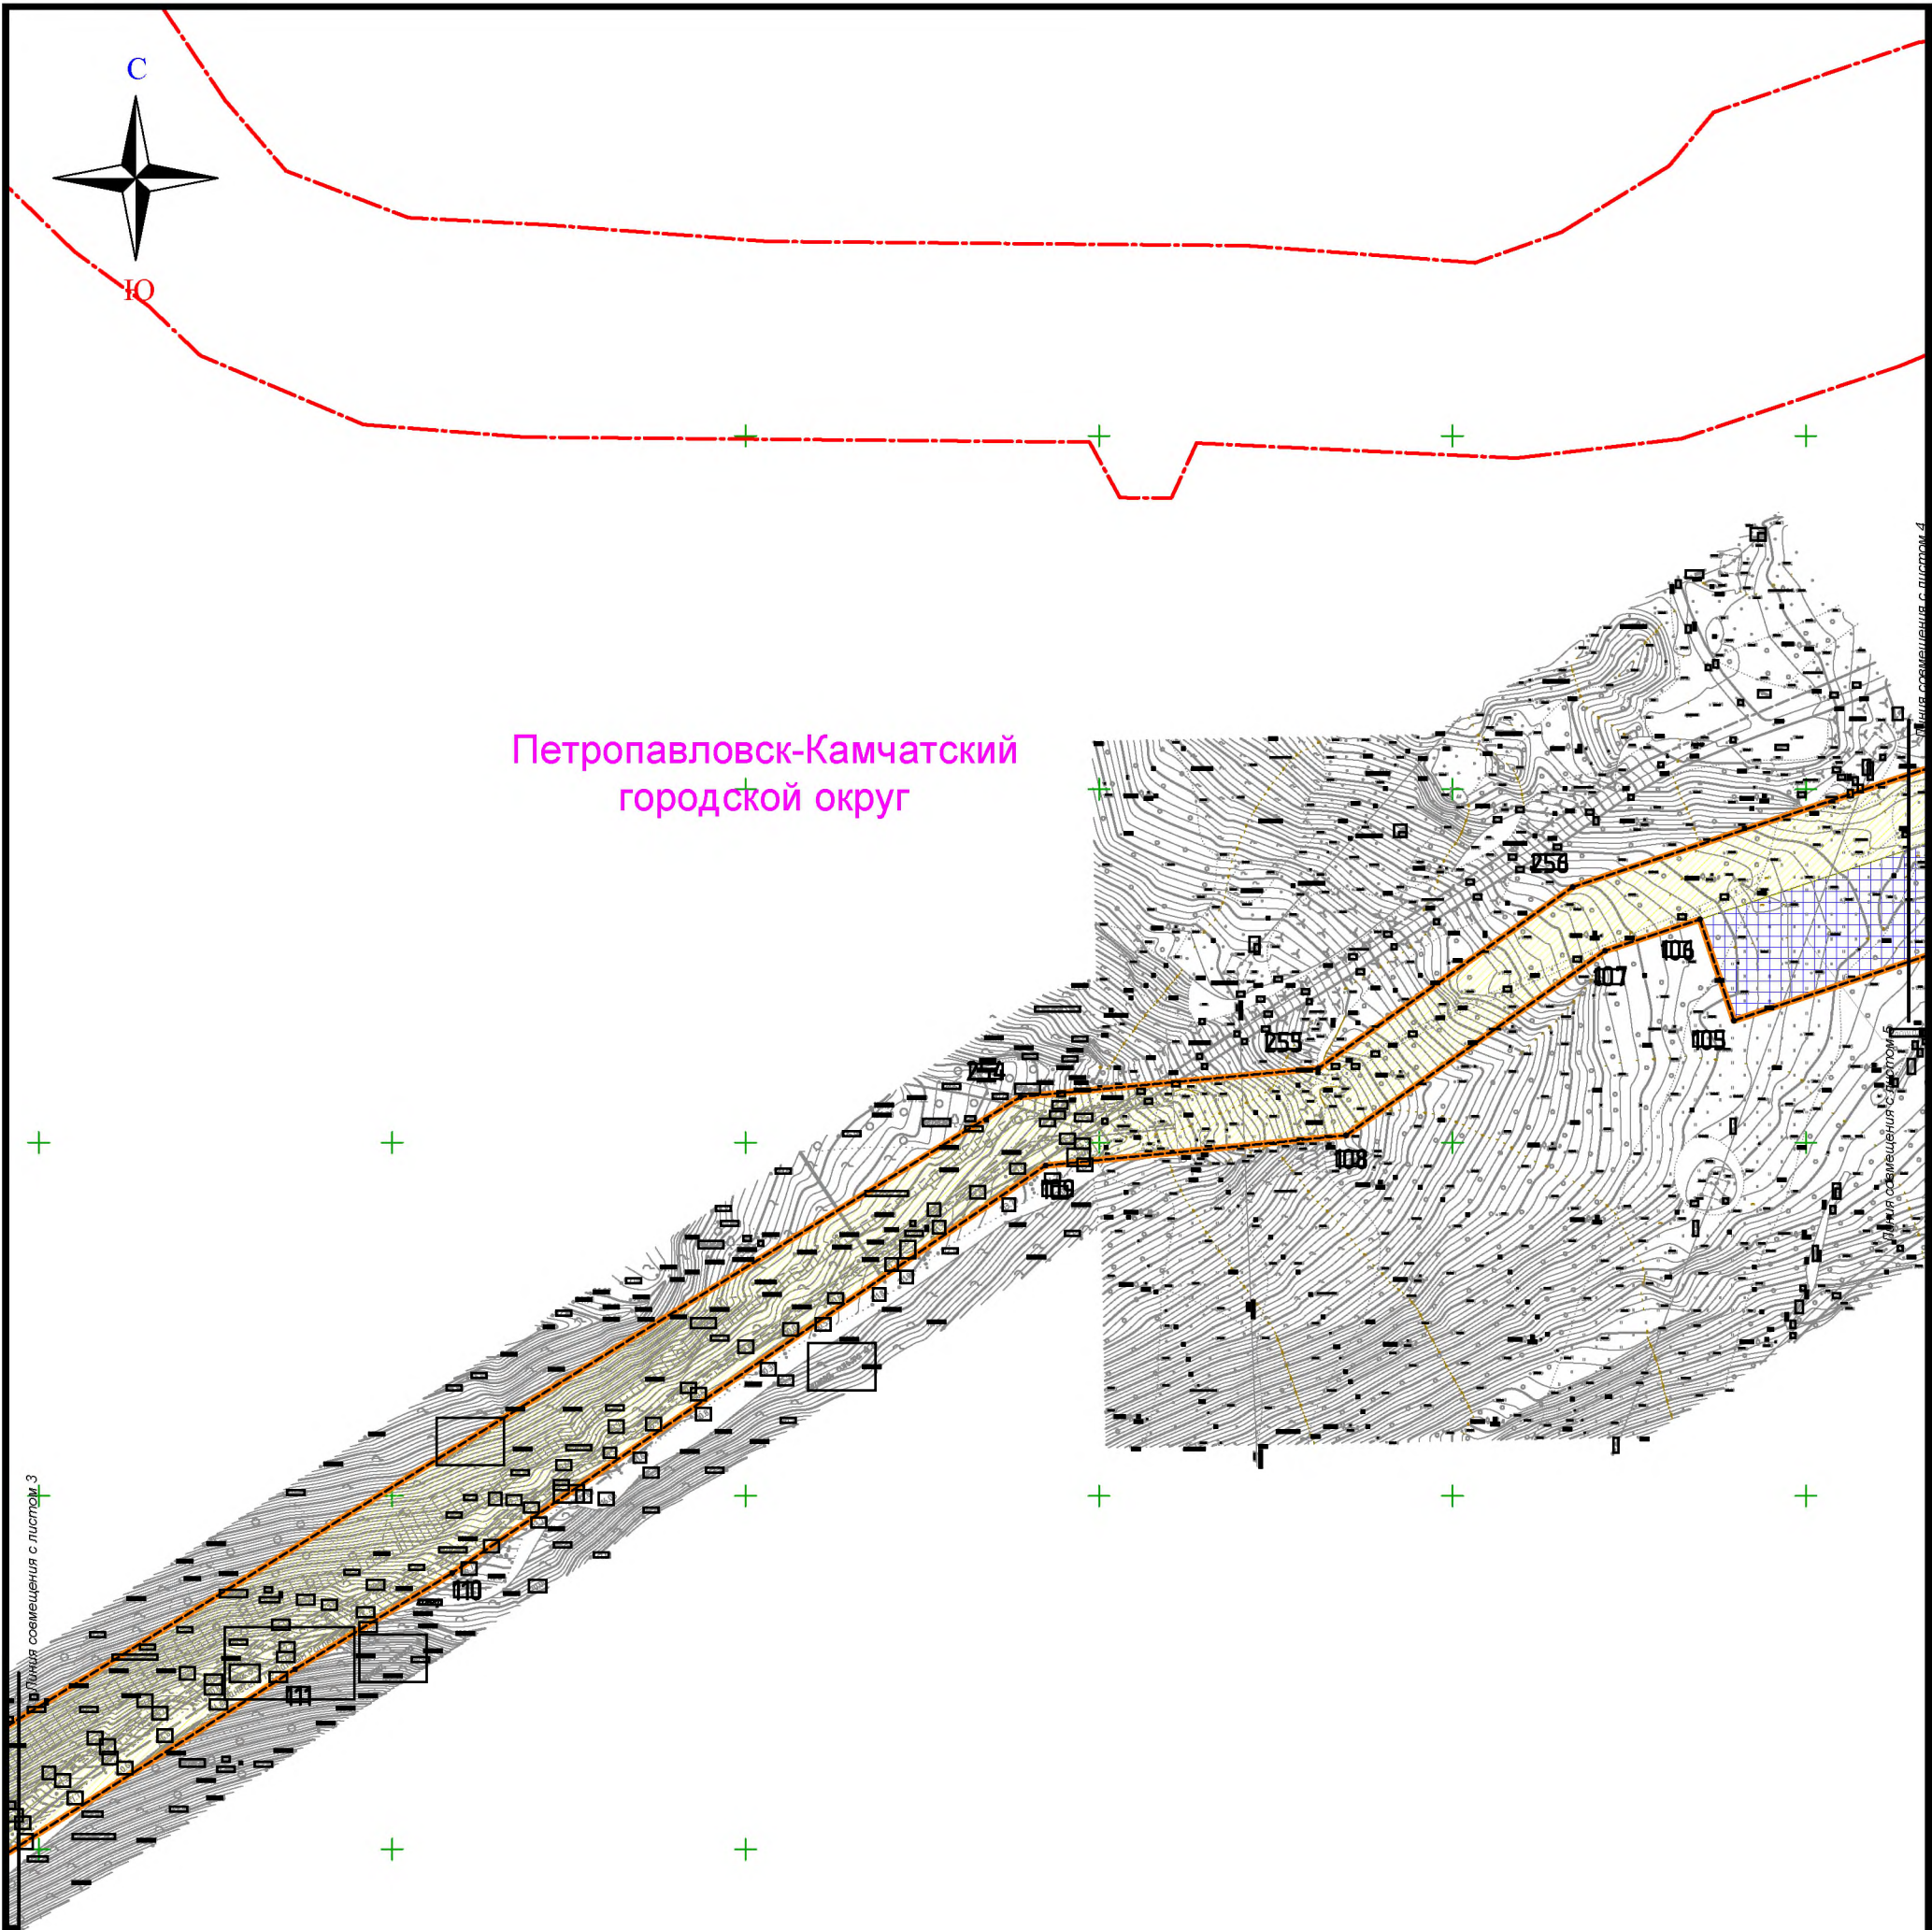 С
Ю
Линия совмещения с листом 4
Петропавловск-Камчатский
городской округ
256
106
107
105
255
254
Линия совмещения с листом 5
108
109
Линия совмещения с листом 3
110
111